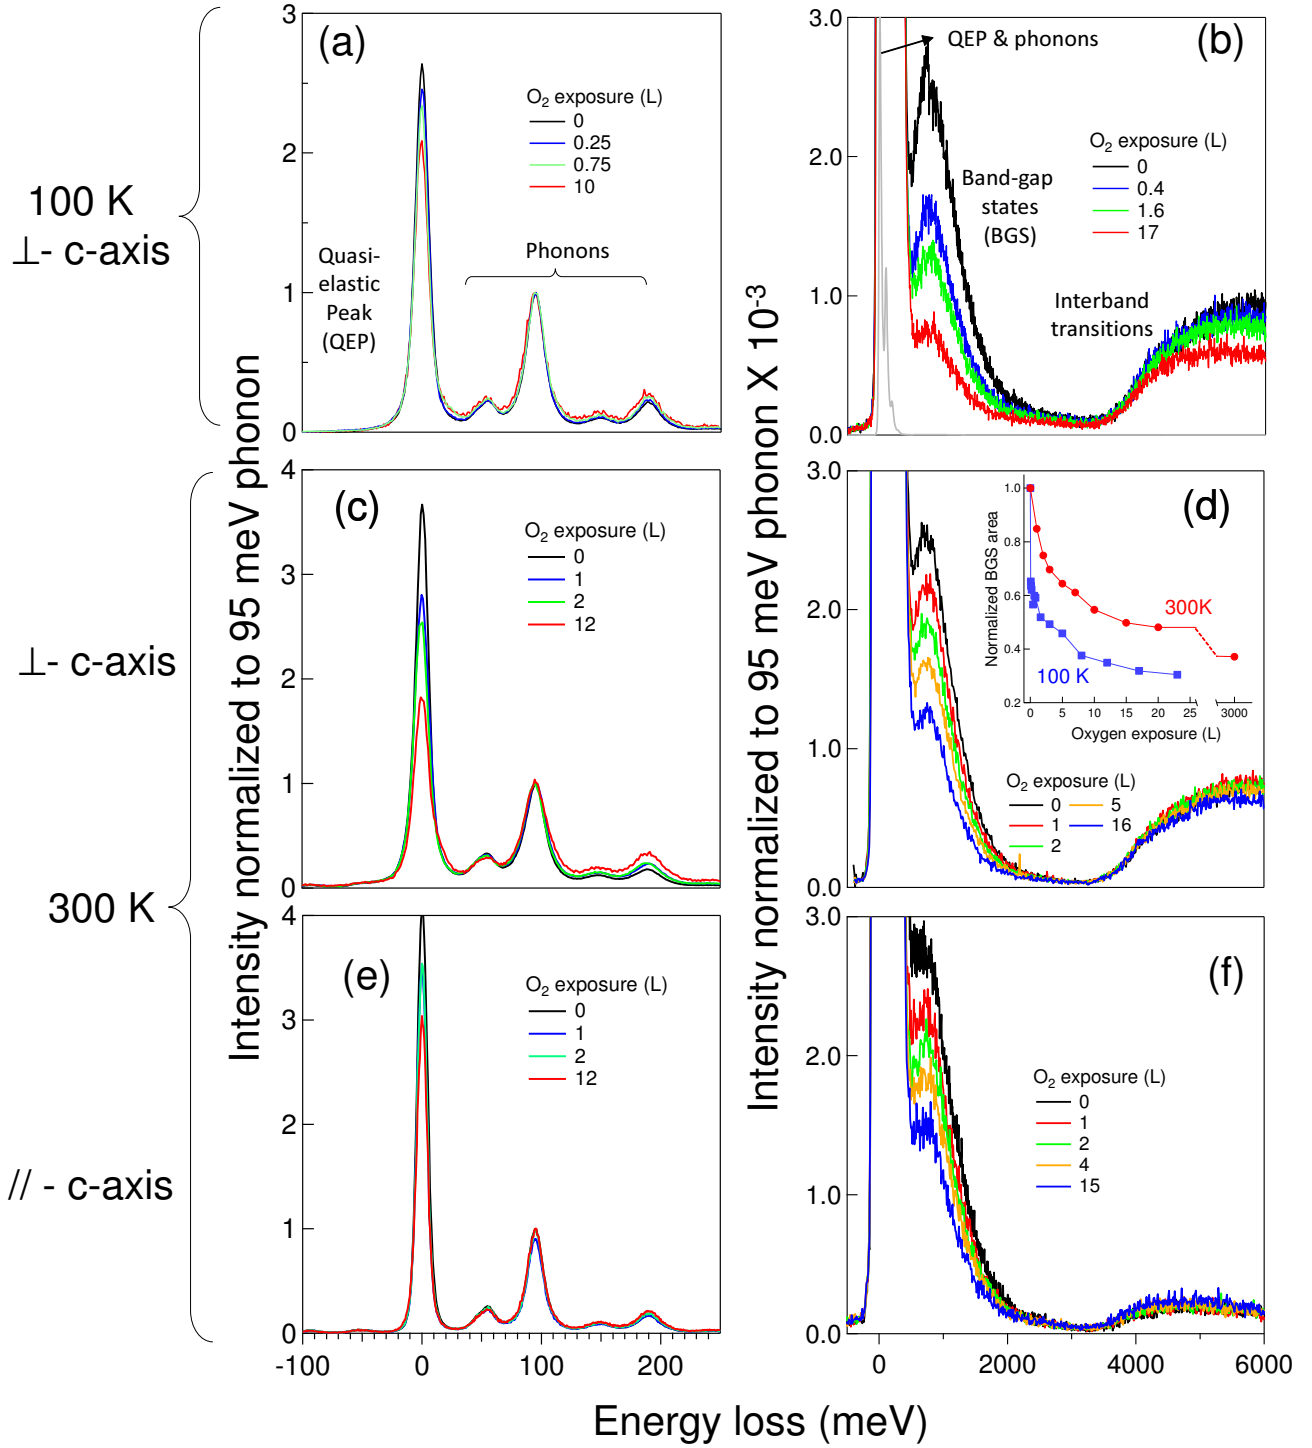 100 K
⊥- c-axis
⊥- c-axis
300 K
// - c-axis
Intensity normalized to 95 meV phonon
(a)
3
2
1
0
O2 exposure (L)
0
0.25
0.75
10
Quasi-
elastic
Peak
(QEP)
Phonons
Intensity normalized to 95 meV phonon X 10-3
(b)
3.0
2.0
1.0
0.0
QEP & phonons
O2 exposure (L)
0
0.4
1.6
17
Band-gap
states
(BGS)
Interband
transitions
(c)
4
3
2
1
0
O2 exposure (L)
0
1
2
12
(d)
3.0
2.0
1.0
0.0
Normalized BGS area
1.0
0.8
0.6
0.4
0.2
300K
100 K
0 5 10 15 20 25 3000
Oxygen exposure (L)
O2 exposure (L)
0 5
1 16
2
(e)
4
3
2
1
0
O2 exposure (L)
0
1
2
12
-100 0 100 200
(f)
3.0
2.0
1.0
0.0
O2 exposure (L)
0
1
2
4
15
0 2000 4000 6000
Energy loss (meV)